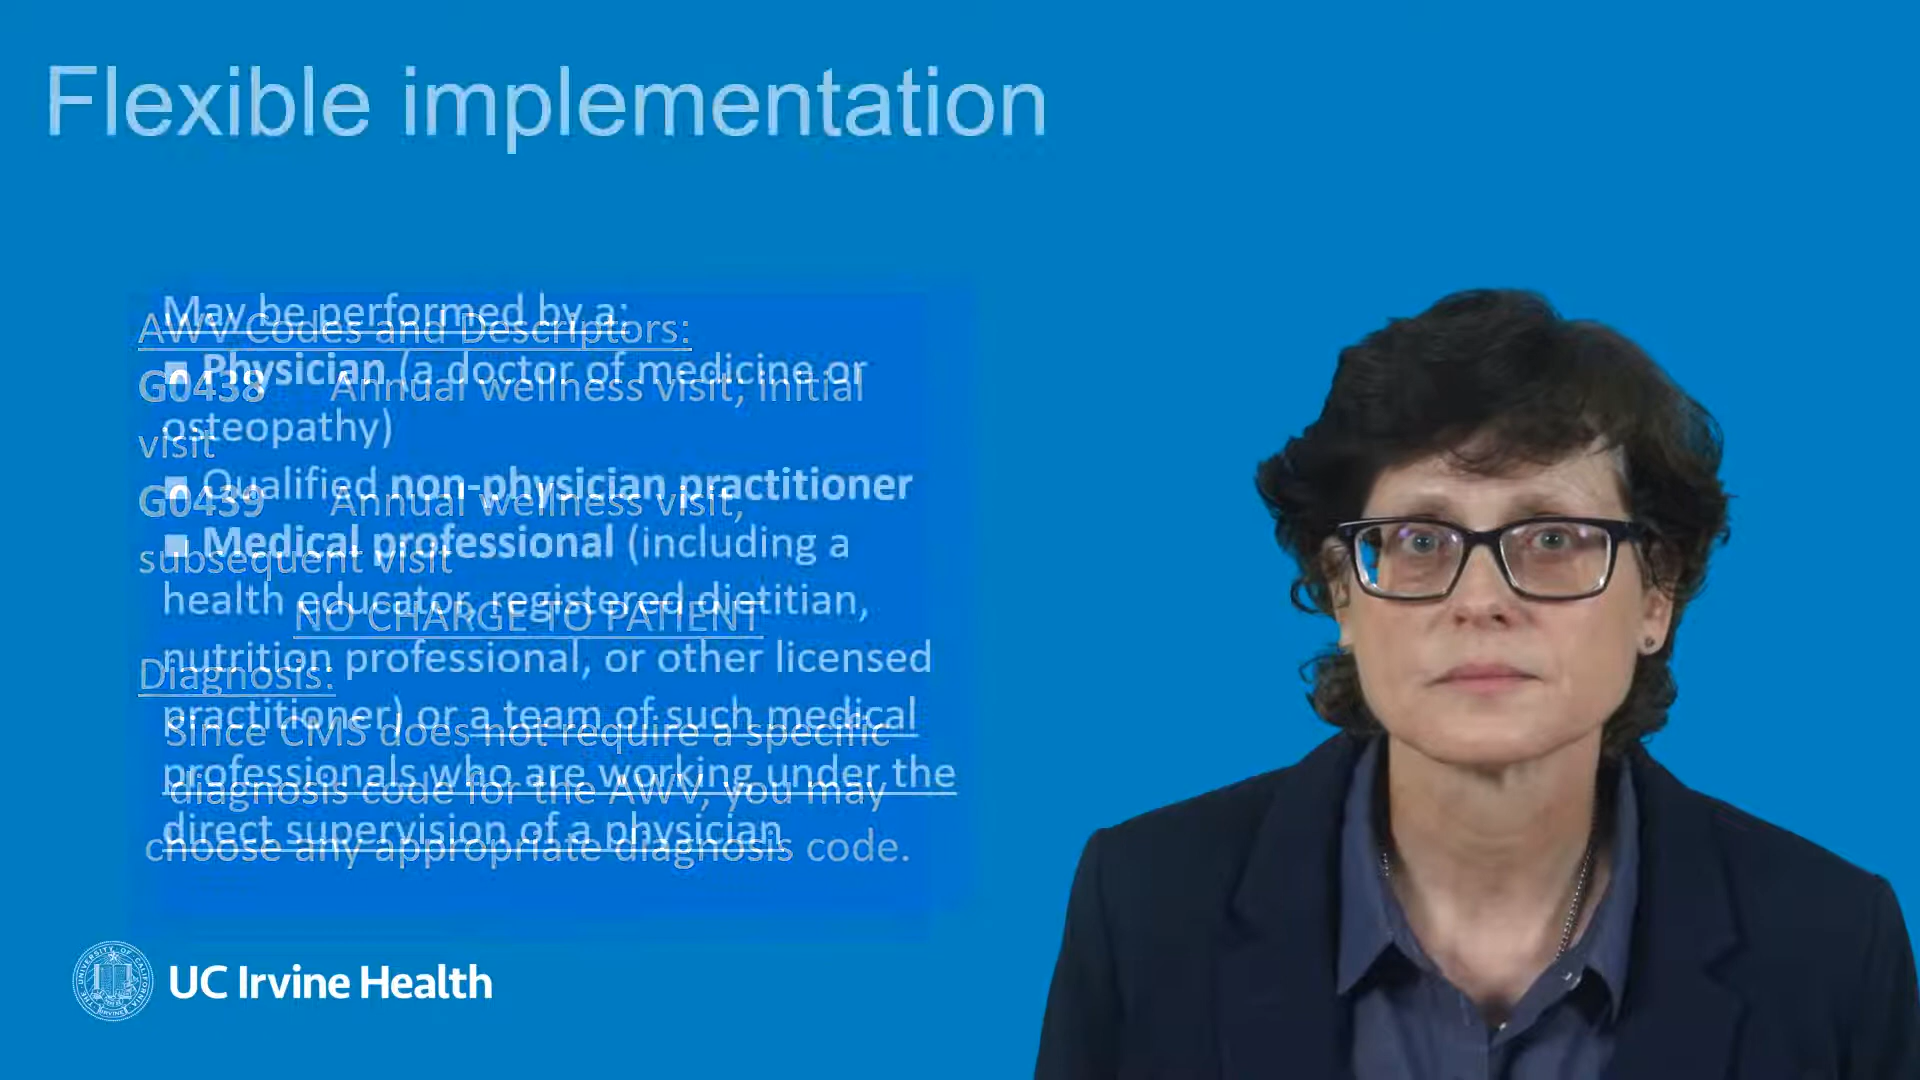 Flexible implementation
May be performed by a:
■ Physician (a doctor of medicine or
osteopathy)
■ Qualified non-physician practitioner
■ Medical professional (including a
health educator, registered dietitian,
nutrition professional, or other licensed
practitioner) or a team of such medical
professionals who are working under the
direct supervision of a physician
AWV Codes and Descriptors:
G0438 Annual wellness visit; initial
visit
G0439 Annual wellness visit,
subsequent visit
NO CHARGE TO PATIENT
Diagnosis:
Since CMS does not require a specific
diagnosis code for the AWV, you may
choose any appropriate diagnosis code.
UC Irvine Health